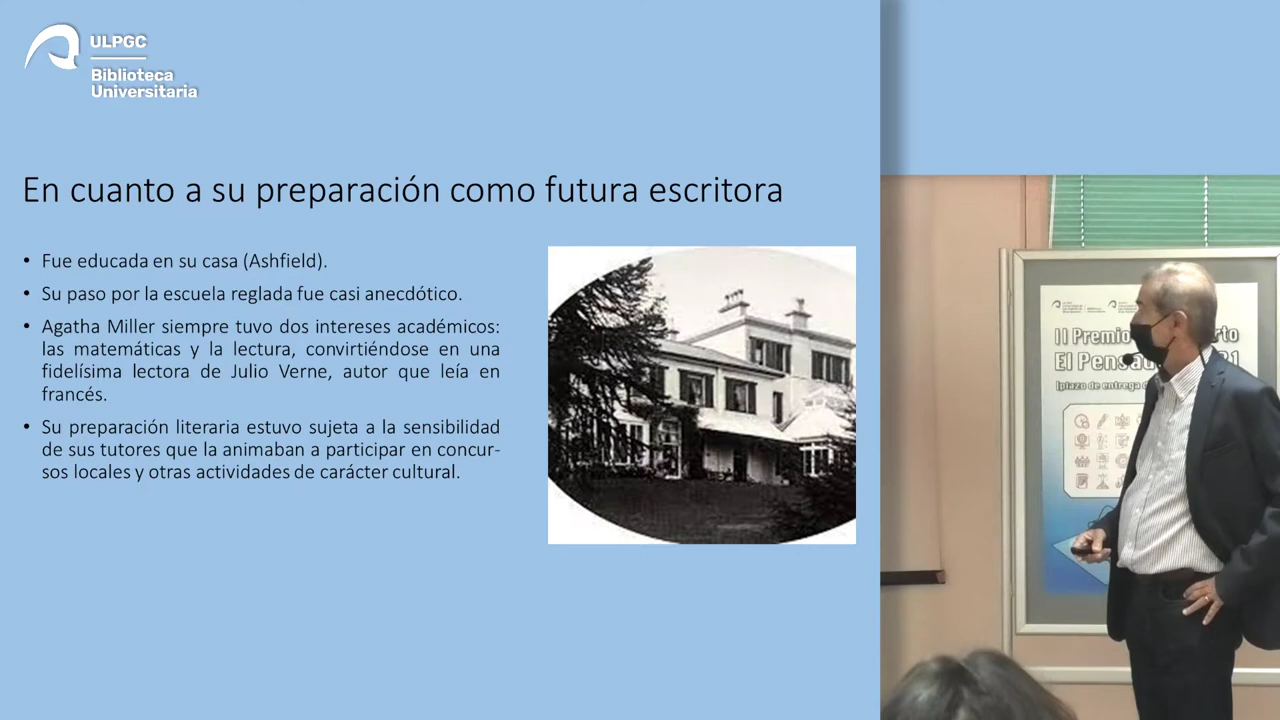 ULPGC
Biblioteca
Universitaria
En cuanto a su preparación como futura escritora
• Fue educada en su casa (Ashfield).
• Su paso por la escuela reglada fue casi anecdótico.
• Agatha Miller siempre tuvo dos intereses académicos:
las matemáticas y la lectura, convirtiéndose en una
fidelísima lectora de Julio Verne, autor que leía en
francés.
• Su preparación literaria estuvo sujeta a la sensibilidad
de sus tutores que la animaban a participar en concur-
sos locales y otras actividades de carácter cultural.
II Premio
El